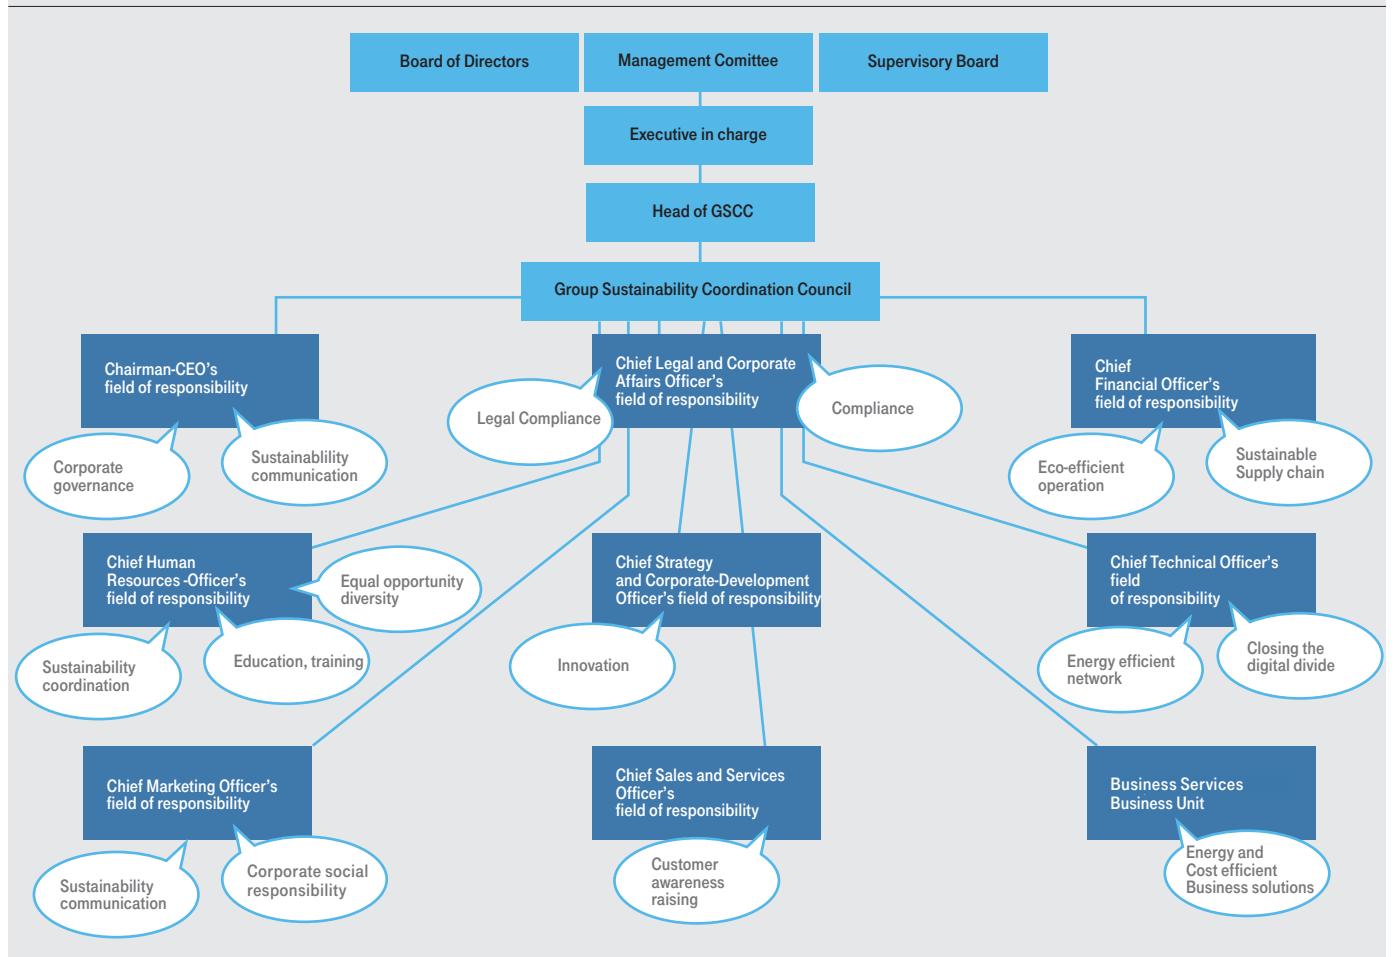 Board of Directors
Management Comittee
Supervisory Board
Executive in charge
Head of GSCC
Group Sustainability Coordination Council
Chairman-CEO's
field of responsibility
Corporate
governance
Sustainablility
communication
Chief Legal and Corporate
Affairs Officer's
field of responsibility
Legal Compliance
Compliance
Chief
Financial Officer's
field of responsibility
Eco-efficient
operation
Sustainable
Supply chain
Chief Human
Resources -Officer's
field of responsibility
Equal opportunity
diversity
Sustainability
coordination
Education, training
Chief Strategy
and Corporate-Development
Officer's field of responsibility
Innovation
Chief Technical Officer's
field
of responsibility
Energy efficient
network
Closing the
digital divide
Chief Marketing Officer's
field of responsibility
Sustainability
communication
Corporate social
responsibility
Chief Sales and Services
Officer's
field of responsibility
Customer
awareness
raising
Business Services
Business Unit
Energy and
Cost efficient
Business solutions